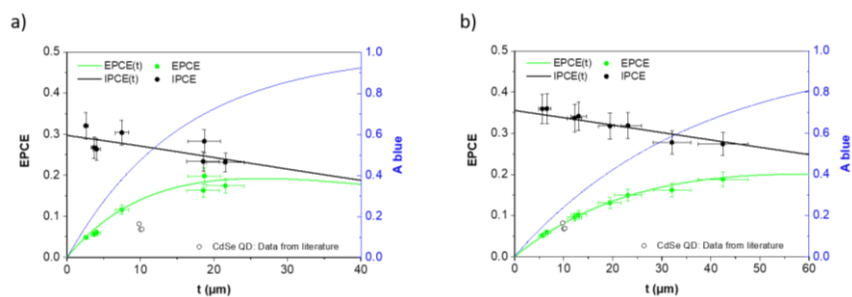 a)
b)
0.5
0.4
0.3
0.2
0.1
0.0
EPCE
EPCE(t)
EPCE
IPCE(t)
IPCE
CdSe QD: Data from literature
1.0
0.8
0.6
0.4
0.2
0.0
A blue
0
10
20
30
40
t (µm)
0.5
0.4
0.3
0.2
0.1
0.0
EPCE
EPCE(t)
EPCE
IPCE(t)
IPCE
CdSe QD: Data from literature
1.0
0.8
0.6
0.4
0.2
0.0
A blue
0
10
20
30
40
50
60
t (µm)